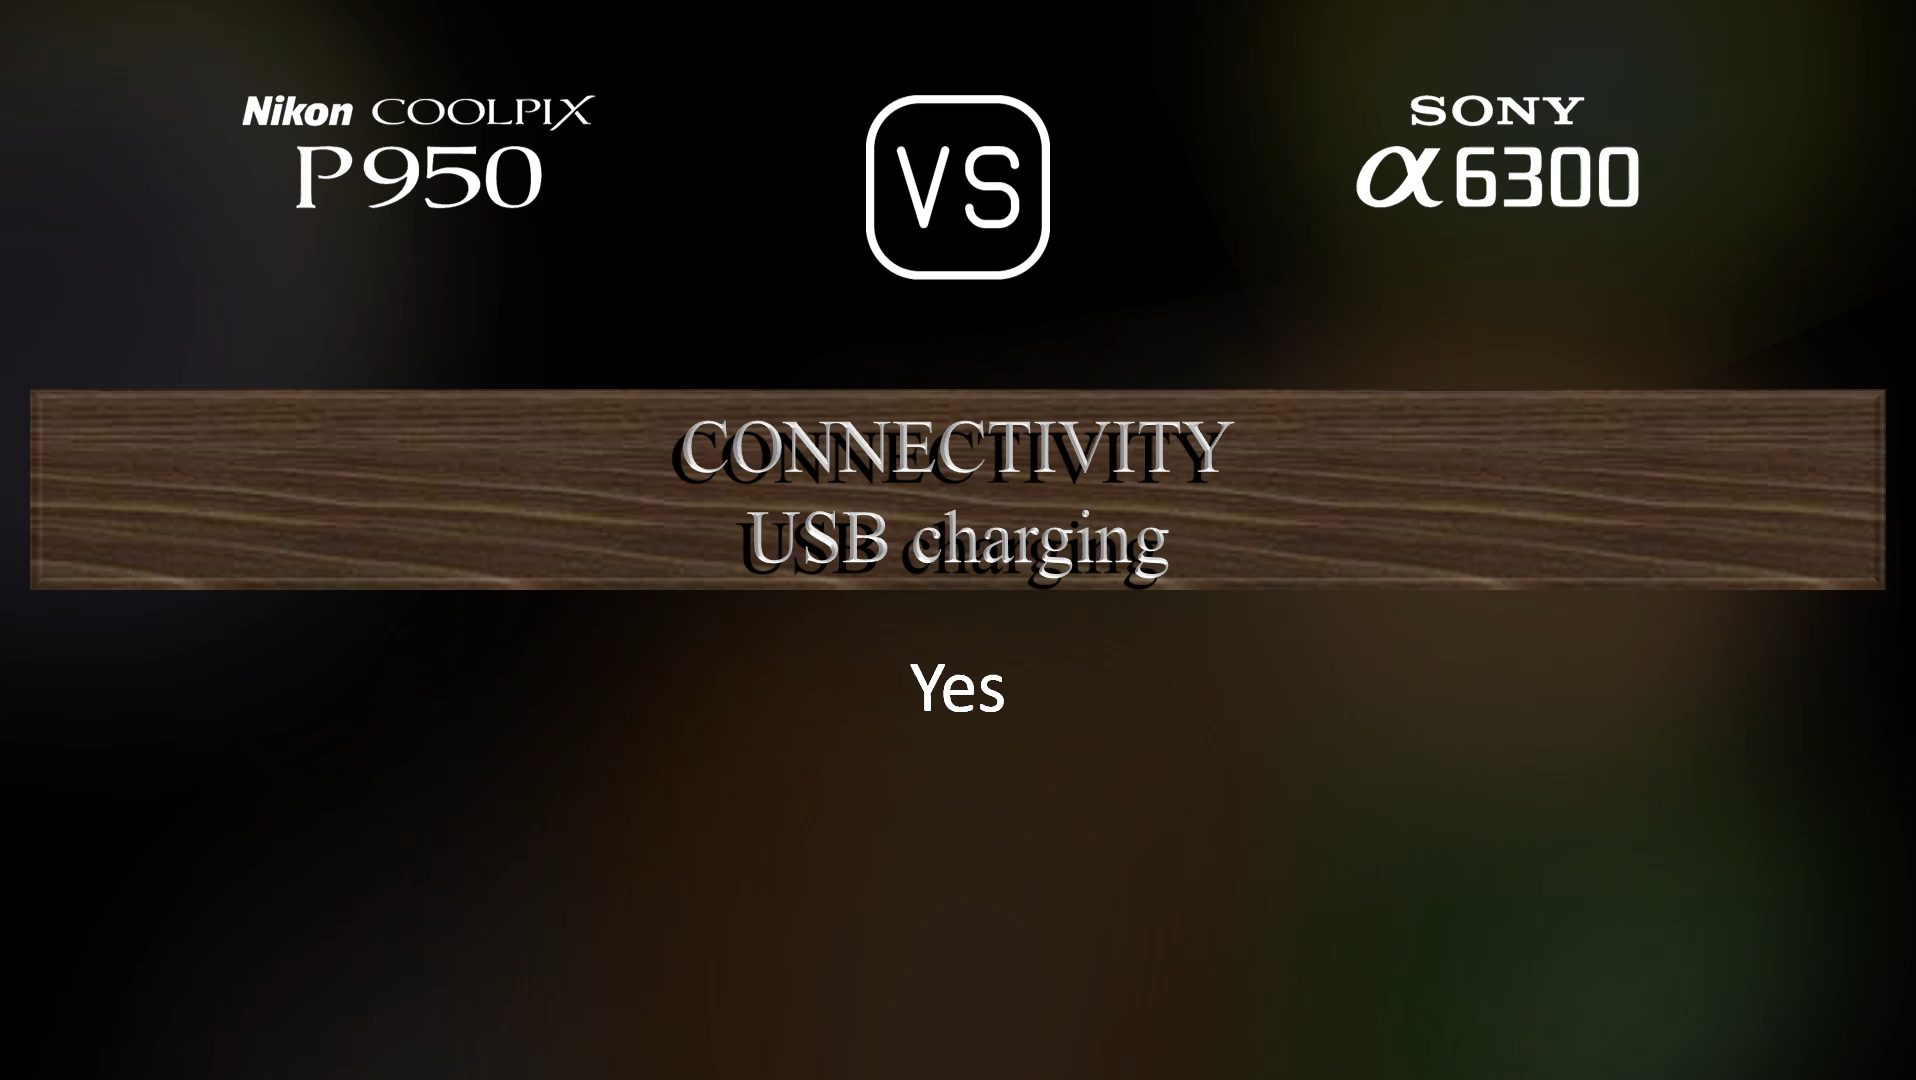 Nikon COOLPIX
P950
VS
SONY
α6300
CONNECTIVITY
USB charging
Yes